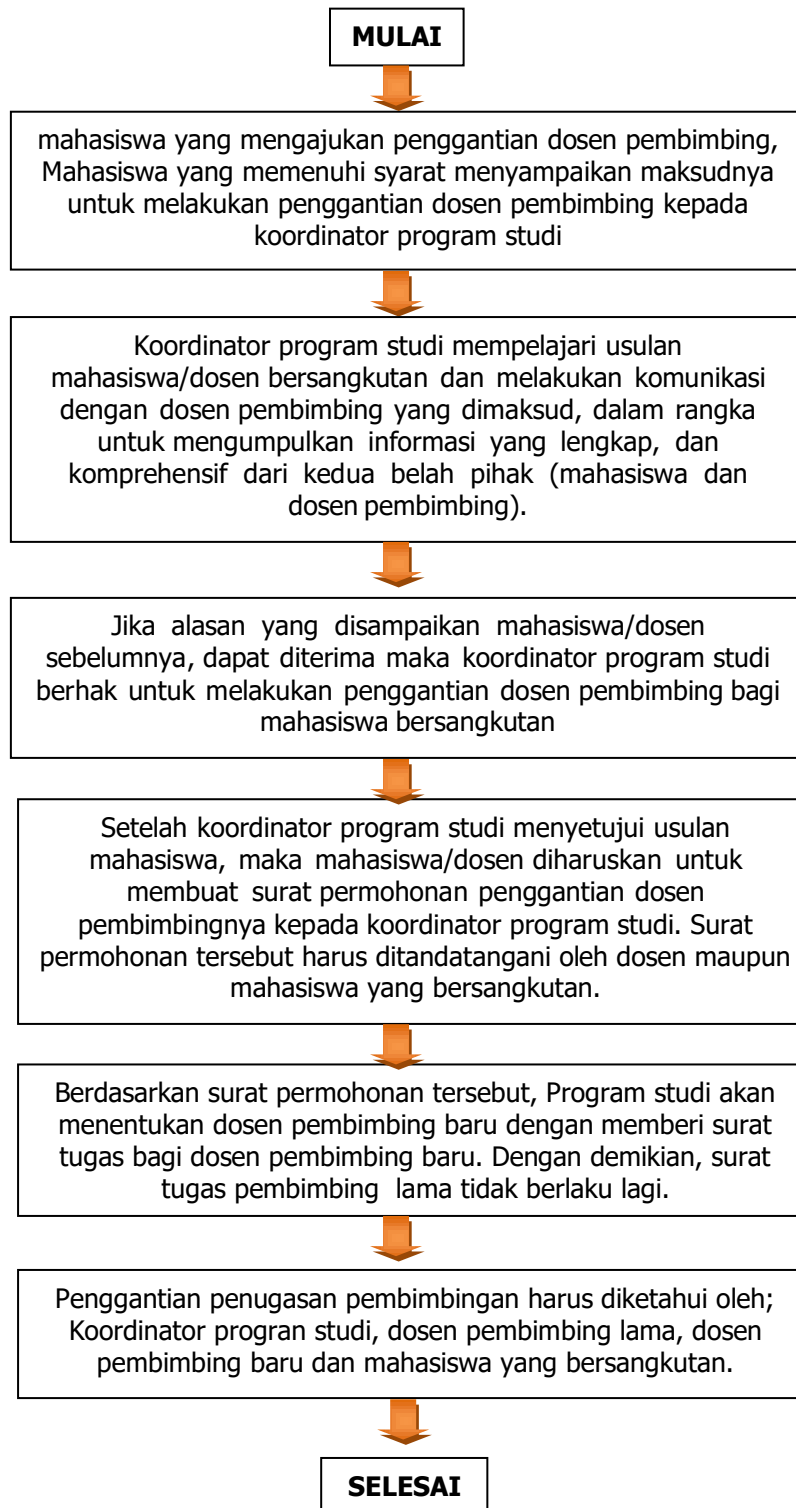 MULAI
mahasiswa yang mengajukan penggantian dosen pembimbing,
Mahasiswa yang memenuhi syarat menyampaikan maksudnya
untuk melakukan penggantian dosen pembimbing kepada
koordinator program studi
Koordinator program studi mempelajari usulan
mahasiswa/dosen bersangkutan dan melakukan komunikasi
dengan dosen pembimbing yang dimaksud, dalam rangka
untuk mengumpulkan informasi yang lengkap, dan
komprehensif dari kedua belah pihak (mahasiswa dan
dosen pembimbing).
Jika alasan yang disampaikan mahasiswa/dosen
sebelumnya, dapat diterima maka koordinator program studi
berhak untuk melakukan penggantian dosen pembimbing bagi
mahasiswa bersangkutan
Setelah koordinator program studi menyetujui usulan
mahasiswa, maka mahasiswa/dosen diharuskan untuk
membuat surat permohonan penggantian dosen
pembimbingnya kepada koordinator program studi. Surat
permohonan tersebut harus ditandatangani oleh dosen maupun
mahasiswa yang bersangkutan.
Berdasarkan surat permohonan tersebut, Program studi akan
menentukan dosen pembimbing baru dengan memberi surat
tugas bagi dosen pembimbing baru. Dengan demikian, surat
tugas pembimbing lama tidak berlaku lagi.
Penggantian penugasan pembimbingan harus diketahui oleh;
Koordinator progran studi, dosen pembimbing lama, dosen
pembimbing baru dan mahasiswa yang bersangkutan.
SELESAI